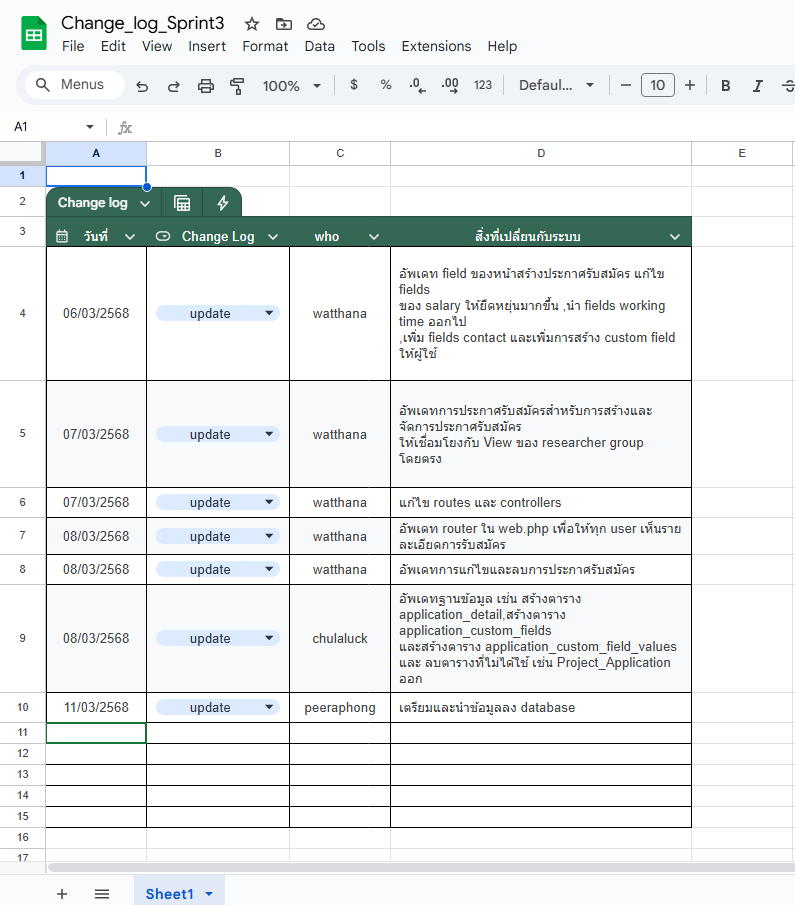 Change_log_Sprint3
File Edit View Insert Format Data Tools Extensions Help
Menus 100% $ % .0 .00 123 Defaul... 10 B I S
A1 fx
A B C D E
1
2 Change log
3 วันที่ Change Log who สิ่งที่เปลี่ยนกับระบบ
4 06/03/2568 update watthana
อัพเดท field ของหน้าสร้างประกาศรับสมัคร แก้ไข
fields
ของ salary ให้ยืดหยุ่นมากขึ้น ,นำ fields working
time ออกไป
,เพิ่ม fields contact และเพิ่มการสร้าง custom field
ให้ผู้ใช้
5 07/03/2568 update watthana
อัพเดทการประกาศรับสมัครสำหรับการสร้างและ
จัดการประกาศรับสมัคร
ให้เชื่อมโยงกับ View ของ researcher group
โดยตรง
6 07/03/2568 update watthana แก้ไข routes และ controllers
7 08/03/2568 update watthana
อัพเดท router ใน web.php เพื่อให้ทุก user เห็นราย
ละเอียดการรับสมัคร
8 08/03/2568 update watthana อัพเดทการแก้ไขและลบการประกาศรับสมัคร
9 08/03/2568 update chulaluck
อัพเดทฐานข้อมูล เช่น สร้างตาราง
application_detail,สร้างตาราง
application_custom_fields
และสร้างตาราง application_custom_field_values
และ ลบตารางที่ไม่ได้ใช้ เช่น Project_Application
ออก
10 11/03/2568 update peeraphong เตรียมและนำข้อมูลลง database
11
12
13
14
15
16
17
Sheet1